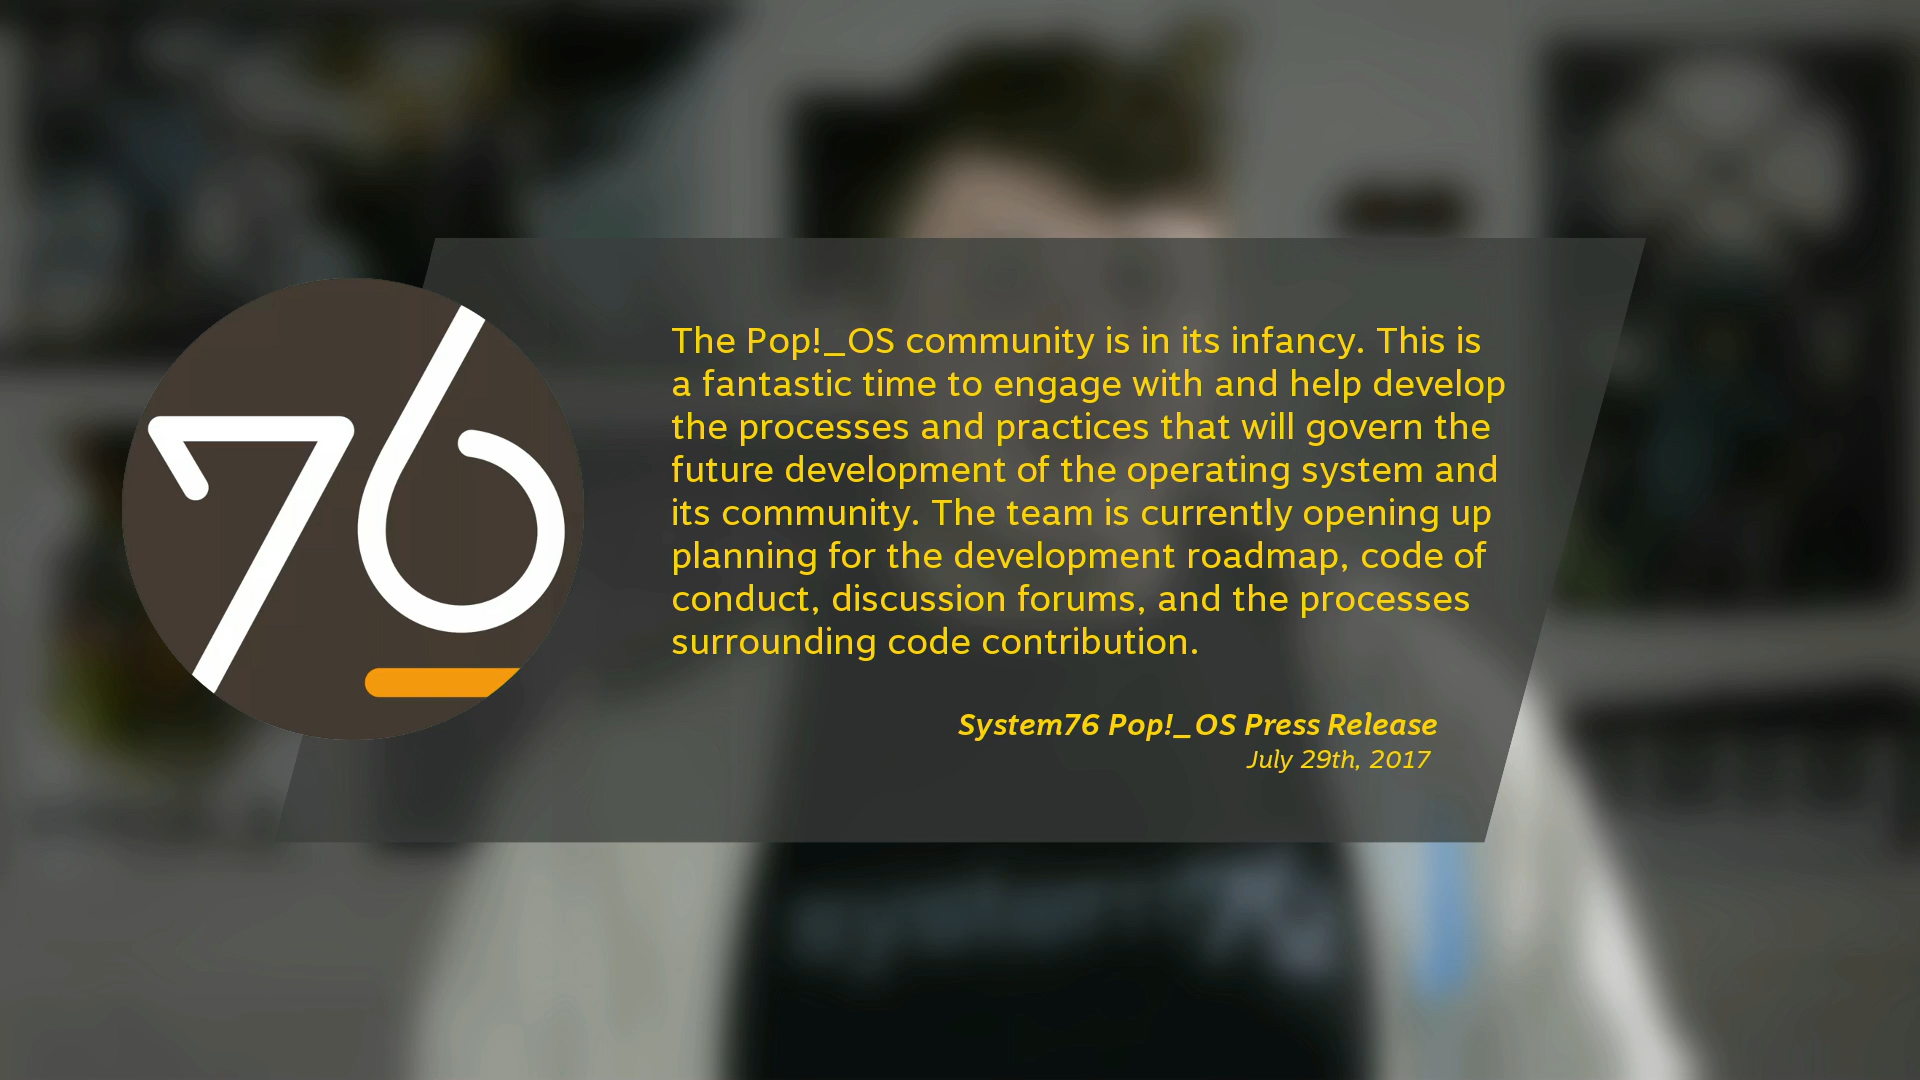 76
The Pop!_OS community is in its infancy. This is
a fantastic time to engage with and help develop
the processes and practices that will govern the
future development of the operating system and
its community. The team is currently opening up
planning for the development roadmap, code of
conduct, discussion forums, and the processes
surrounding code contribution.
System76 Pop!_OS Press Release
July 29th, 2017